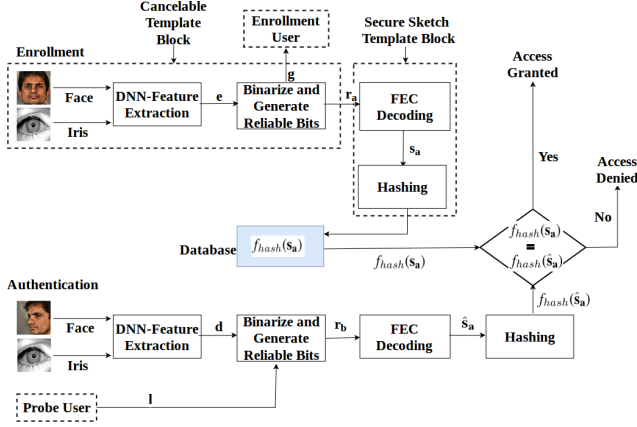 Cancelable
Template
Block
Enrollment
User
Secure Sketch
Template Block
Access
Granted
Enrollment
Face
Iris
DNN-Feature
Extraction
e
g
Binarize and
Generate
Reliable Bits
r_a
FEC
Decoding
s_a
Hashing
Yes
Access
Denied
No
Database
f_hash(s_a)
f_hash(s_a)
f_hash(s_a)
=
f_hash(ŝ_a)
f_hash(ŝ_a)
Authentication
Face
Iris
DNN-Feature
Extraction
d
Binarize and
Generate
Reliable Bits
r_b
FEC
Decoding
ŝ_a
Hashing
Probe User
l